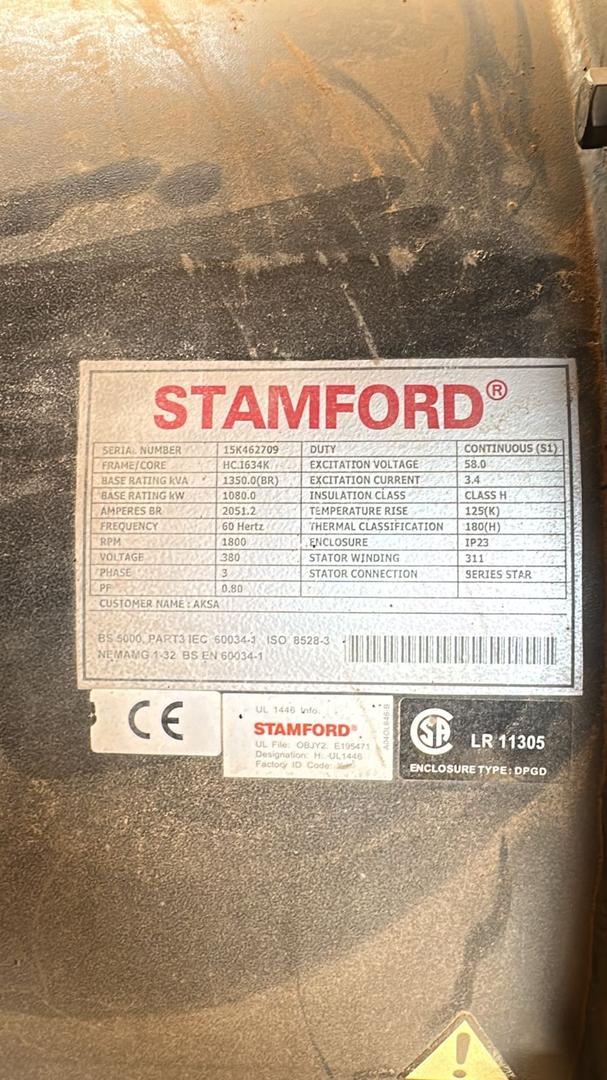 STAMFORD®
SERIAL NUMBER 15K462709 DUTY CONTINUOUS (S1)
FRAME/CORE HCI634K EXCITATION VOLTAGE 58.0
BASE RATING kVA 1350.0(BR) EXCITATION CURRENT 3.4
BASE RATING kW 1080.0 INSULATION CLASS CLASS H
AMPERES BR 2051.2 TEMPERATURE RISE 125(K)
FREQUENCY 60 Hertz THERMAL CLASSIFICATION 180(H)
RPM 1800 ENCLOSURE IP23
VOLTAGE 380 STATOR WINDING 311
PHASE 3 STATOR CONNECTION SERIES STAR
PF 0.80
CUSTOMER NAME : AKSA
BS 5000, PART3 IEC 60034-1 ISO 8528-3
NEMAMG 1-32 BS EN 60034-1
CE
UL 1446 Info.
STAMFORD®
UL File: OBJY2. E195471
Designation: H. -UL1446
Factory ID Code:
LR 11305
ENCLOSURE TYPE : DPGD